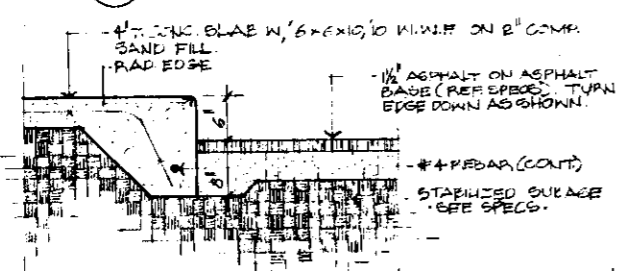 4" T. CONC. SLAB W/ 6x6x10/10 W.W.F ON 2" COMP.
SAND FILL.
RAD EDGE
1½" ASPHALT ON ASPHALT
BASE (REF. SPECS). TURN
EDGE DOWN AS SHOWN.
6"
8"
#4 REBAR (CONT)
STABILIZED SURAGE
SEE SPECS.